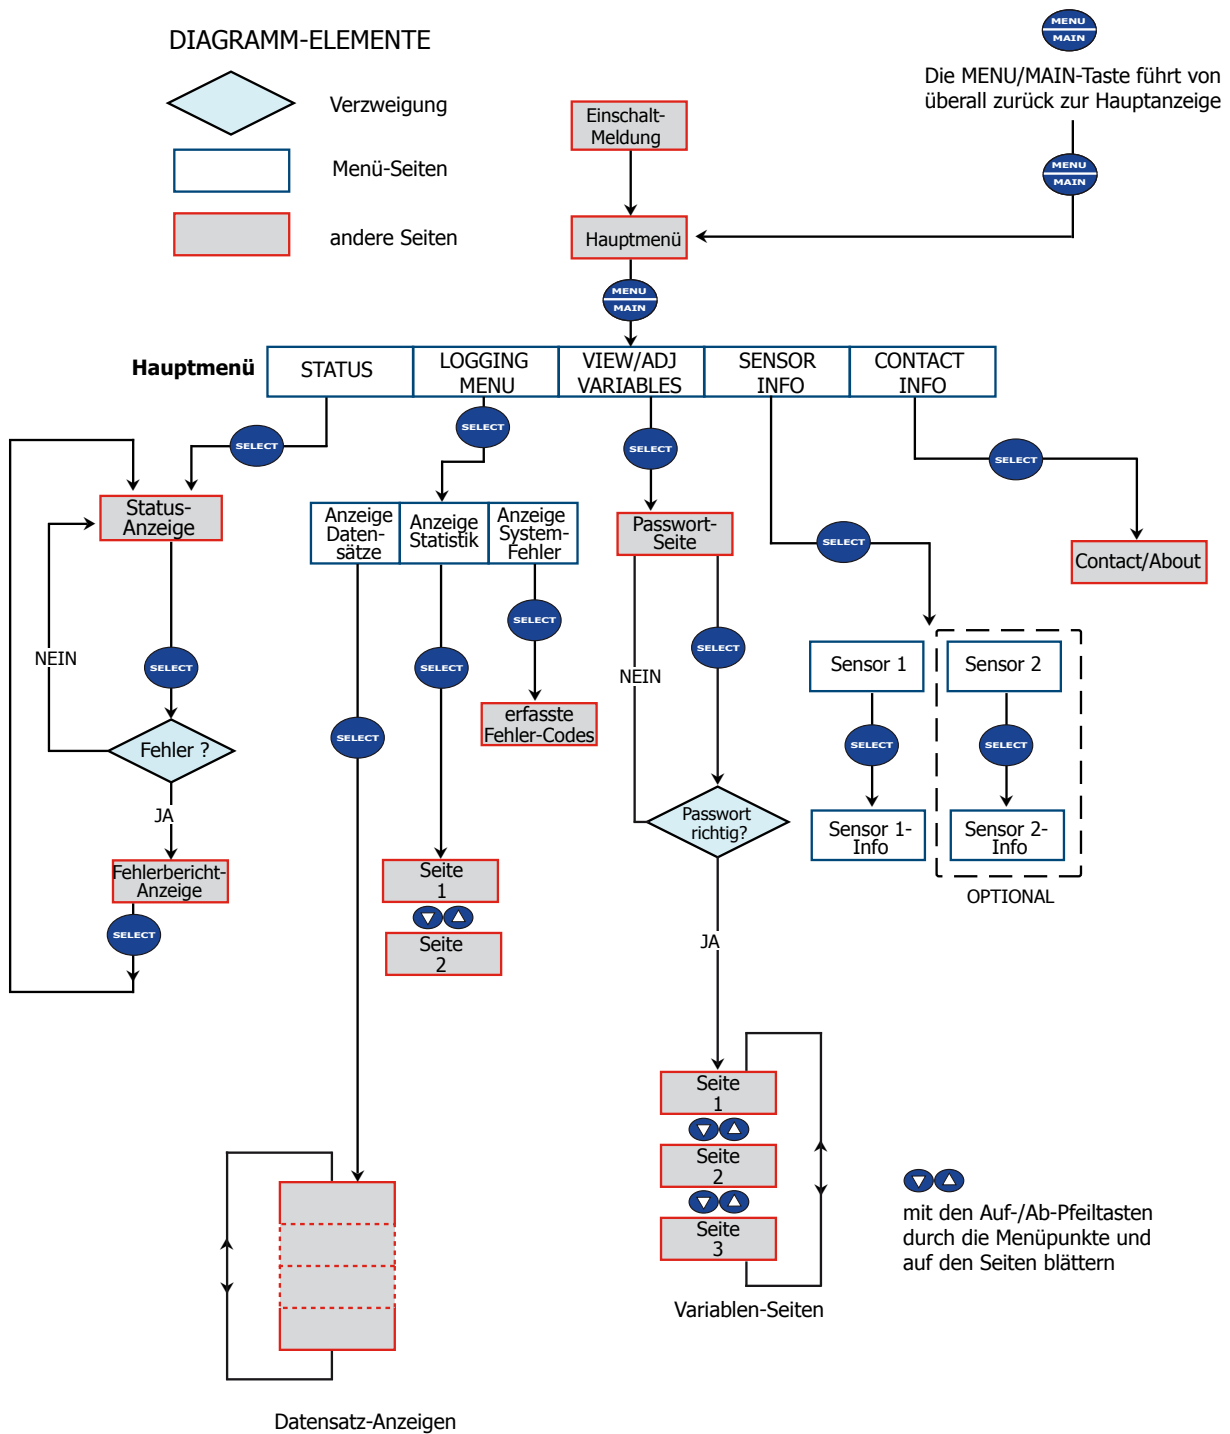 DIAGRAMM-ELEMENTE
Verzweigung
Menü-Seiten
andere Seiten
MENU
MAIN
Die MENU/MAIN-Taste führt von
überall zurück zur Hauptanzeige
MENU
MAIN
Einschalt-
Meldung
Hauptmenü
MENU
MAIN
Hauptmenü
STATUS
LOGGING
MENU
VIEW/ADJ
VARIABLES
SENSOR
INFO
CONTACT
INFO
SELECT
SELECT
SELECT
SELECT
SELECT
Status-
Anzeige
NEIN
SELECT
Fehler ?
JA
Fehlerbericht-
Anzeige
SELECT
Anzeige
Daten-
sätze
Anzeige
Statistik
Anzeige
System-
Fehler
SELECT
SELECT
SELECT
erfasste
Fehler-Codes
Seite
1
Seite
2
Datensatz-Anzeigen
Passwort-
Seite
NEIN
SELECT
Passwort
richtig?
JA
Seite
1
Seite
2
Seite
3
Variablen-Seiten
Sensor 1
SELECT
Sensor 1-
Info
Sensor 2
SELECT
Sensor 2-
Info
OPTIONAL
Contact/About
mit den Auf-/Ab-Pfeiltasten
durch die Menüpunkte und
auf den Seiten blättern